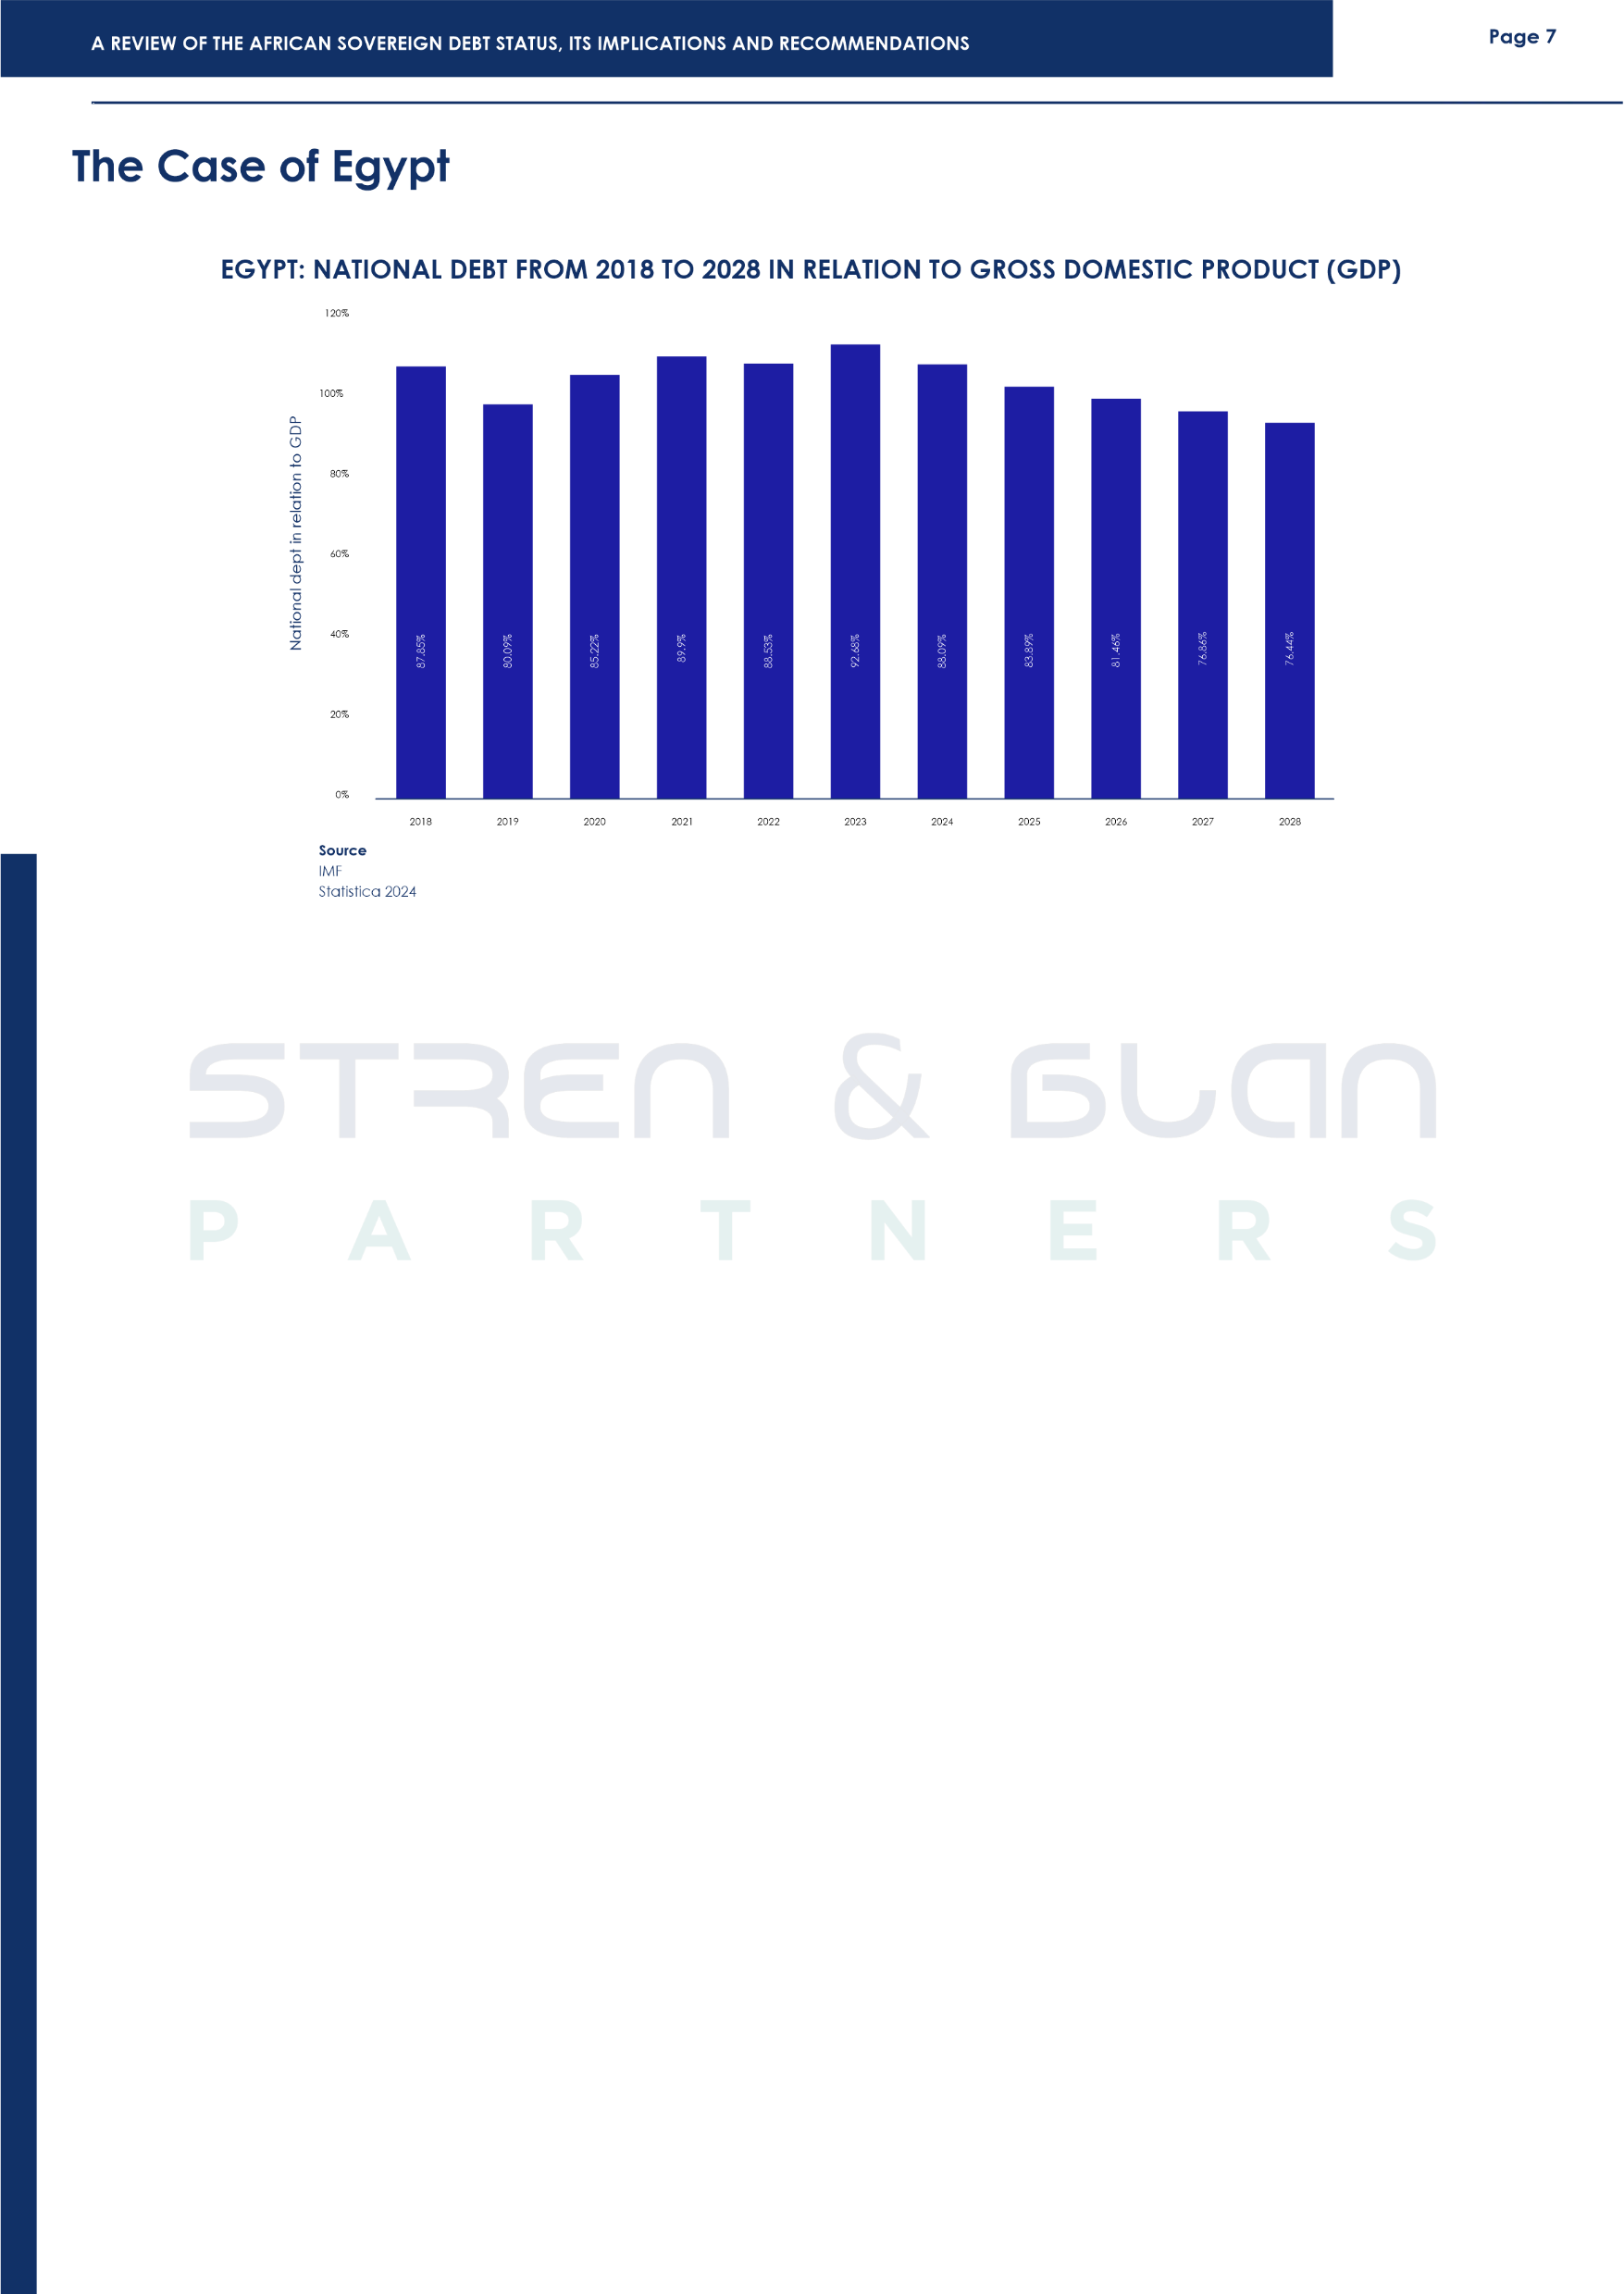 A REVIEW OF THE AFRICAN SOVEREIGN DEBT STATUS, ITS IMPLICATIONS AND RECOMMENDATIONS
Page 7
The Case of Egypt
EGYPT: NATIONAL DEBT FROM 2018 TO 2028 IN RELATION TO GROSS DOMESTIC PRODUCT (GDP)
National dept in relation to GDP
120%
100%
80%
60%
40%
20%
0%
87.85%
80.09%
85.22%
89.9%
88.53%
92.68%
88.09%
83.89%
81.46%
76.86%
76.44%
2018
2019
2020
2021
2022
2023
2024
2025
2026
2027
2028
Source
IMF
Statistica 2024
STREN & BLAN
PARTNERS